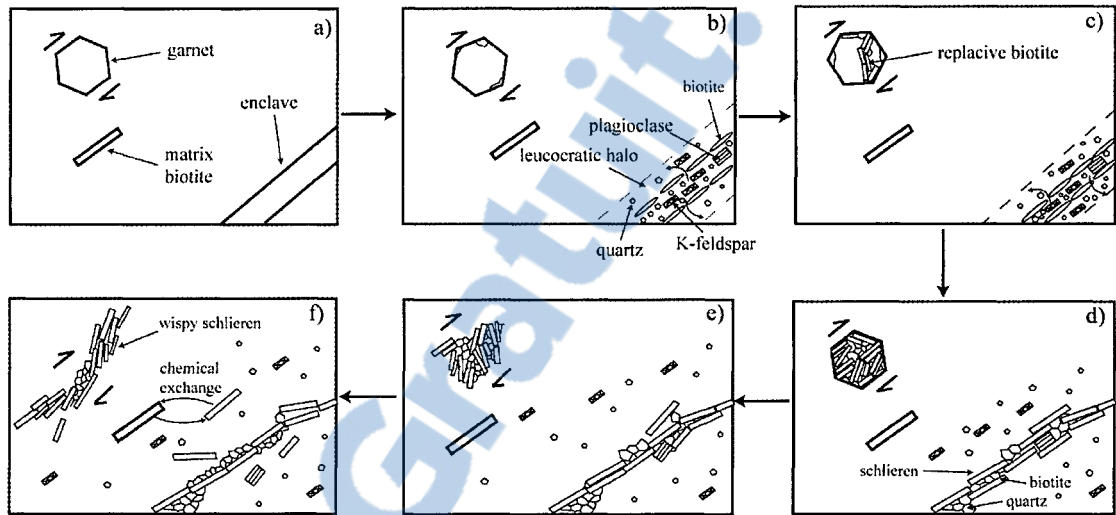 a)
garnet
enclave
matrix
biotite
b)
biotite
plagioclase
leucocratic halo
quartz
K-feldspar
c)
replacive biotite
d)
schlieren
biotite
quartz
e)
f)
wispy schlieren
chemical
exchange
Gratuit.